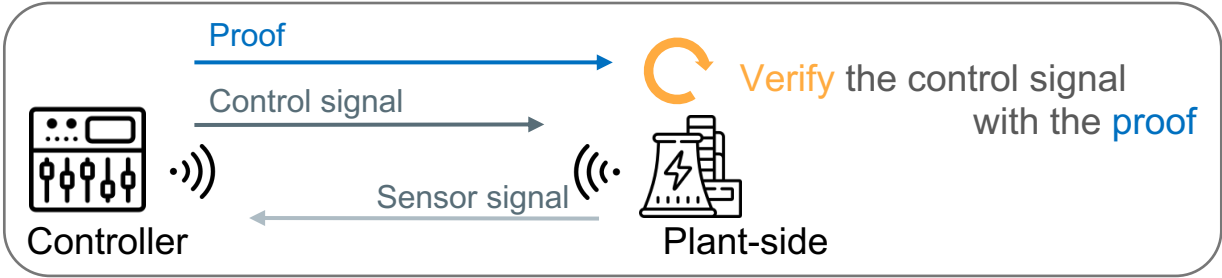 Proof
Verify the control signal
with the proof
Control signal
Sensor signal
Controller
Plant-side